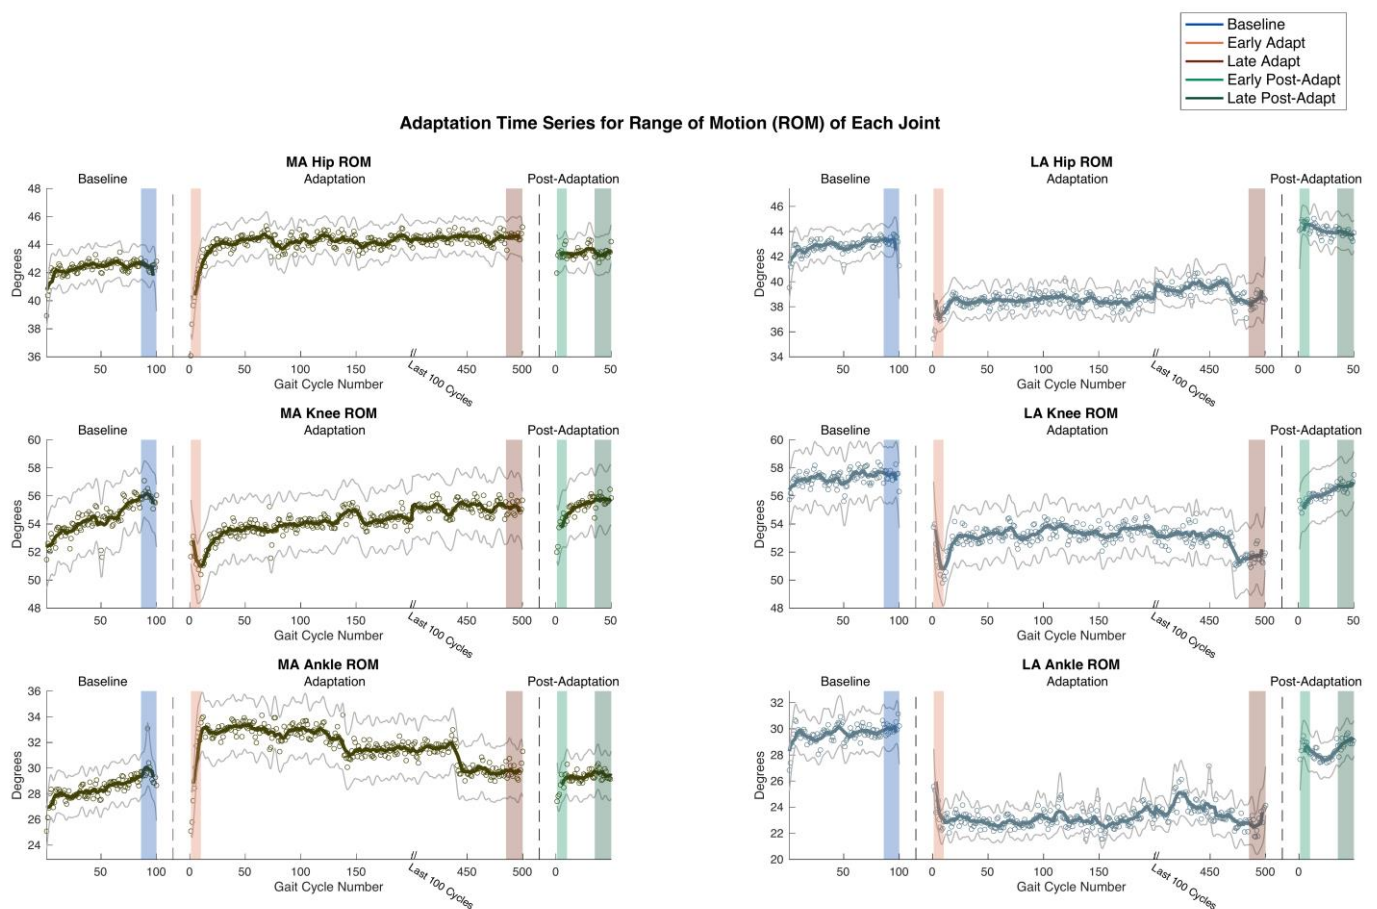 Baseline
Early Adapt
Late Adapt
Early Post-Adapt
Late Post-Adapt
Adaptation Time Series for Range of Motion (ROM) of Each Joint
MA Hip ROM
Baseline Adaptation Post-Adaptation
Degrees
48
46
44
42
40
38
36
50 100 0 50 100 150 450 500 0 50
// Last 100 Cycles
Gait Cycle Number
LA Hip ROM
Baseline Adaptation Post-Adaptation
Degrees
46
44
42
40
38
36
34
50 100 0 50 100 150 450 500 0 50
// Last 100 Cycles
Gait Cycle Number
MA Knee ROM
Baseline Adaptation Post-Adaptation
Degrees
60
58
56
54
52
50
48
50 100 0 50 100 150 450 500 0 50
// Last 100 Cycles
Gait Cycle Number
LA Knee ROM
Baseline Adaptation Post-Adaptation
Degrees
60
58
56
54
52
50
48
50 100 0 50 100 150 450 500 0 50
// Last 100 Cycles
Gait Cycle Number
MA Ankle ROM
Baseline Adaptation Post-Adaptation
Degrees
36
34
32
30
28
26
24
50 100 0 50 100 150 450 500 0 50
// Last 100 Cycles
Gait Cycle Number
LA Ankle ROM
Baseline Adaptation Post-Adaptation
Degrees
32
30
28
26
24
22
20
50 100 0 50 100 150 450 500 0 50
// Last 100 Cycles
Gait Cycle Number